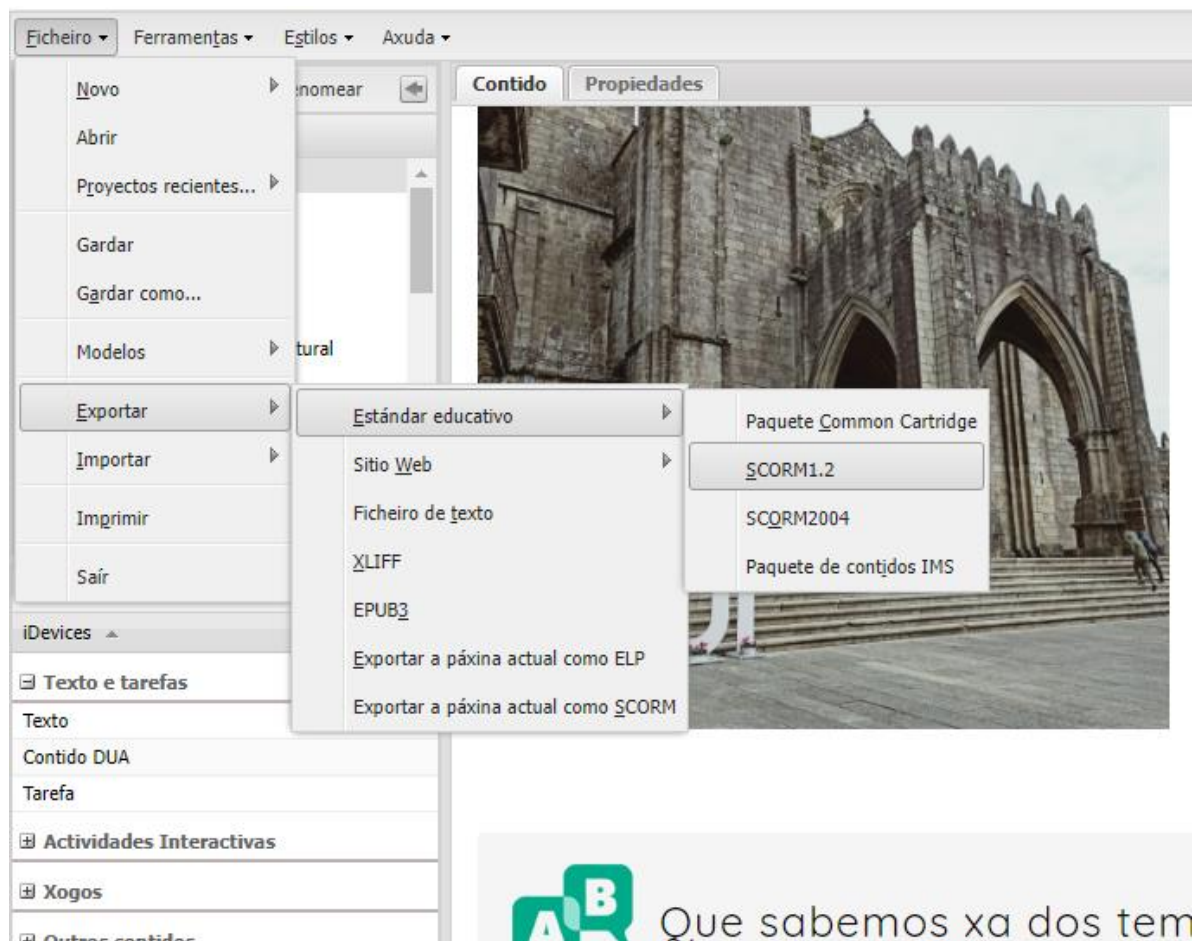 Ficheiro Ferramentas Estilos Axuda
Novo
Abrir
Proyectos recientes...
Gardar
Gardar como...
Modelos
Exportar
Importar
Imprimir
Saír
Contido Propiedades
Estándar educativo
Sitio Web
Ficheiro de texto
XLIFF
EPUB3
Exportar a páxina actual como ELP
Exportar a páxina actual como SCORM
Paquete Common Cartridge
SCORM1.2
SCORM2004
Paquete de contidos IMS
iDevices
Texto e tarefas
Texto
Contido DUA
Tarefa
Actividades Interactivas
Xogos
Outros contidos
A B
Que sabemos xa dos tem